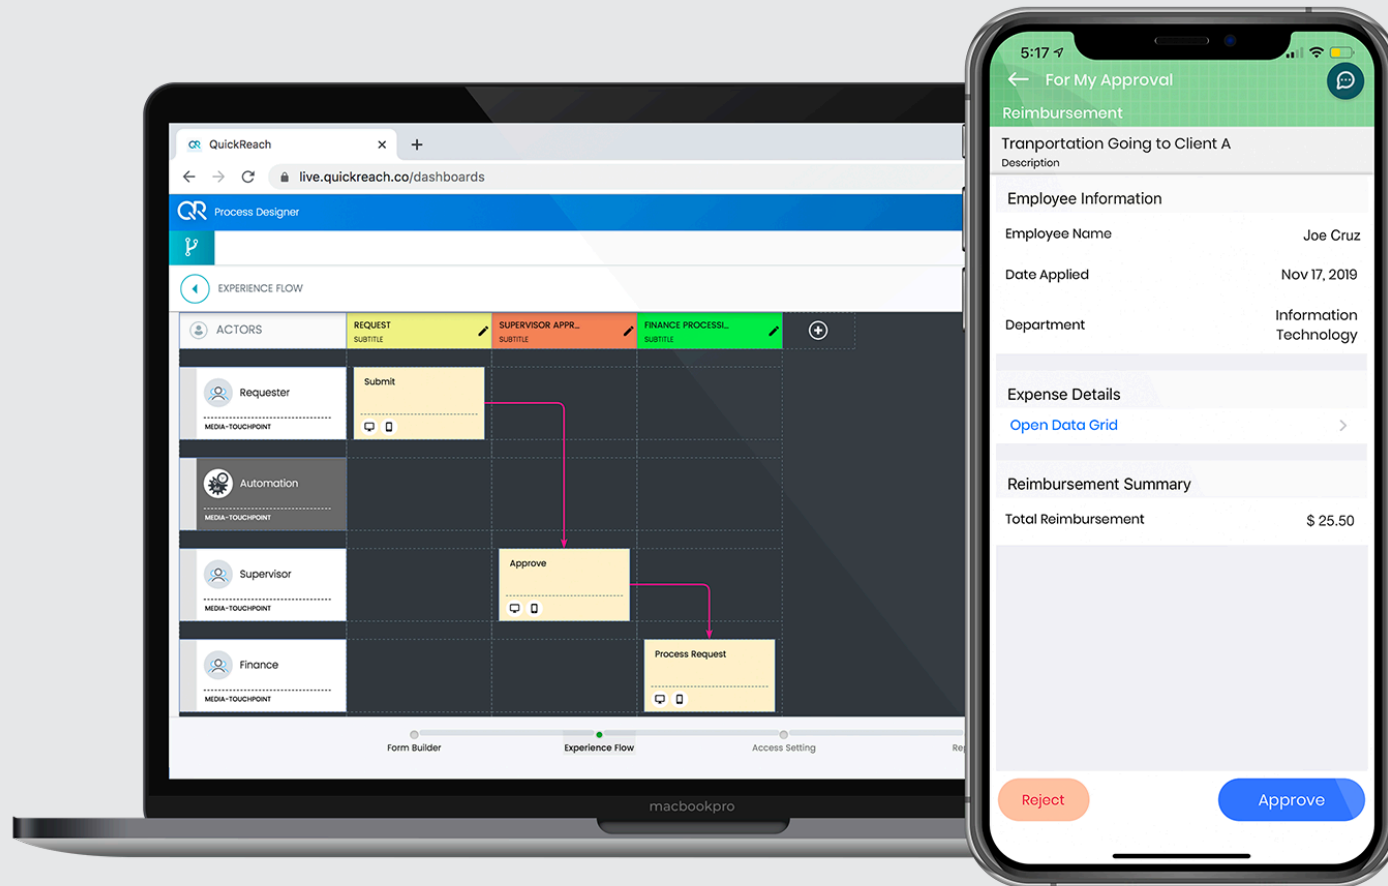 QR QuickReach
live.quickreach.co/dashboards
QR Process Designer
EXPERIENCE FLOW
ACTORS
REQUEST
SUBTITLE
SUPERVISOR APPR...
SUBTITLE
FINANCE PROCESSI...
SUBTITLE
Requester
MEDIA-TOUCHPOINT
Submit
Automation
MEDIA-TOUCHPOINT
Supervisor
MEDIA-TOUCHPOINT
Approve
Finance
MEDIA-TOUCHPOINT
Process Request
Form Builder
Experience Flow
Access Setting
macbookpro
5:17
For My Approval
Reimbursement
Tranportation Going to Client A
Description
Employee Information
Employee Name
Joe Cruz
Date Applied
Nov 17, 2019
Department
Information
Technology
Expense Details
Open Data Grid
Reimbursement Summary
Total Reimbursement
$ 25.50
Reject
Approve